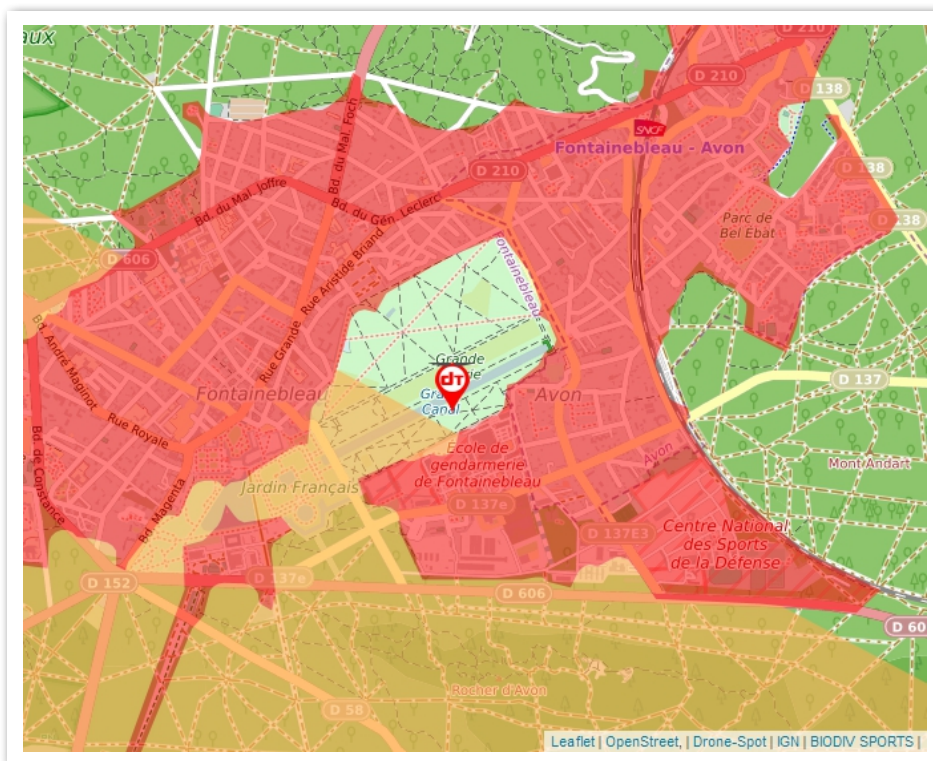 aux
D 210
D 210
138
SNCF
Fontainebleau - Avon
Bd. du Mal. Foch
D 210
D 138
Bd. du Mal. Joffre
Bd. du Gén. Leclerc
Parc de
Bel Ebat
D 138
D 606
Rue Aristide Briand
ontainebleau
Bd. André Maginot
Rue Grande
Grande
D 137
dT
Fontainebleau
Canal
Avon
Rue Royale
Bd. de Constance
Ecole de
gendarmerie
de Fontainebleau
Avon
Mont Andart
Jardin Français
Bd. Magenta
D 137e
D 137E3
Centre National
des Sports
de la Défense
D 152
D 137e
D 606
D 60
Rocher d'Avon
D 58
Leaflet | OpenStreet, | Drone-Spot | IGN | BIODIV SPORTS |